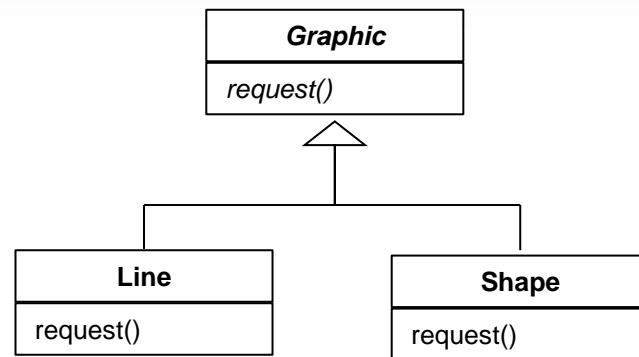 Graphic
request()
Line
request()
Shape
request()